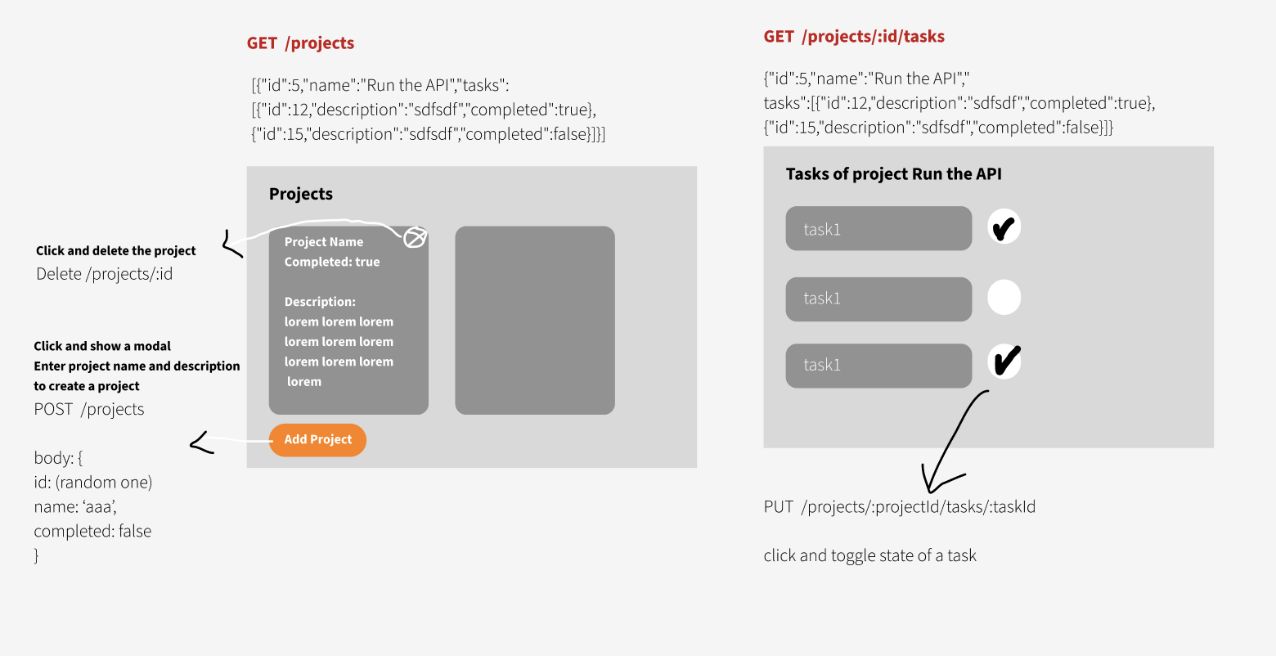 GET /projects
[{"id":5,"name":"Run the API","tasks":
[{"id":12,"description":"sdfsdf","completed":true},
{"id":15,"description":"sdfsdf","completed":false}]}]
Projects
Project Name
Completed: true
Description:
lorem lorem lorem
lorem lorem lorem
lorem lorem lorem
lorem
Add Project
Click and delete the project
Delete /projects/:id
Click and show a modal
Enter project name and description
to create a project
POST /projects
body: {
id: (random one)
name: ‘aaa’,
completed: false
}
GET /projects/:id/tasks
{"id":5,"name":"Run the API","
tasks":[{"id":12,"description":"sdfsdf","completed":true},
{"id":15,"description":"sdfsdf","completed":false}]}
Tasks of project Run the API
task1
task1
task1
PUT /projects/:projectId/tasks/:taskId
click and toggle state of a task